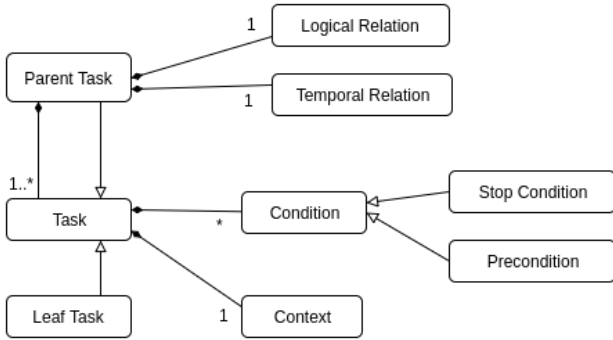 1
Logical Relation
Parent Task
Temporal Relation
1
1..*
Stop Condition
Task
Condition
*
Precondition
Leaf Task
1
Context